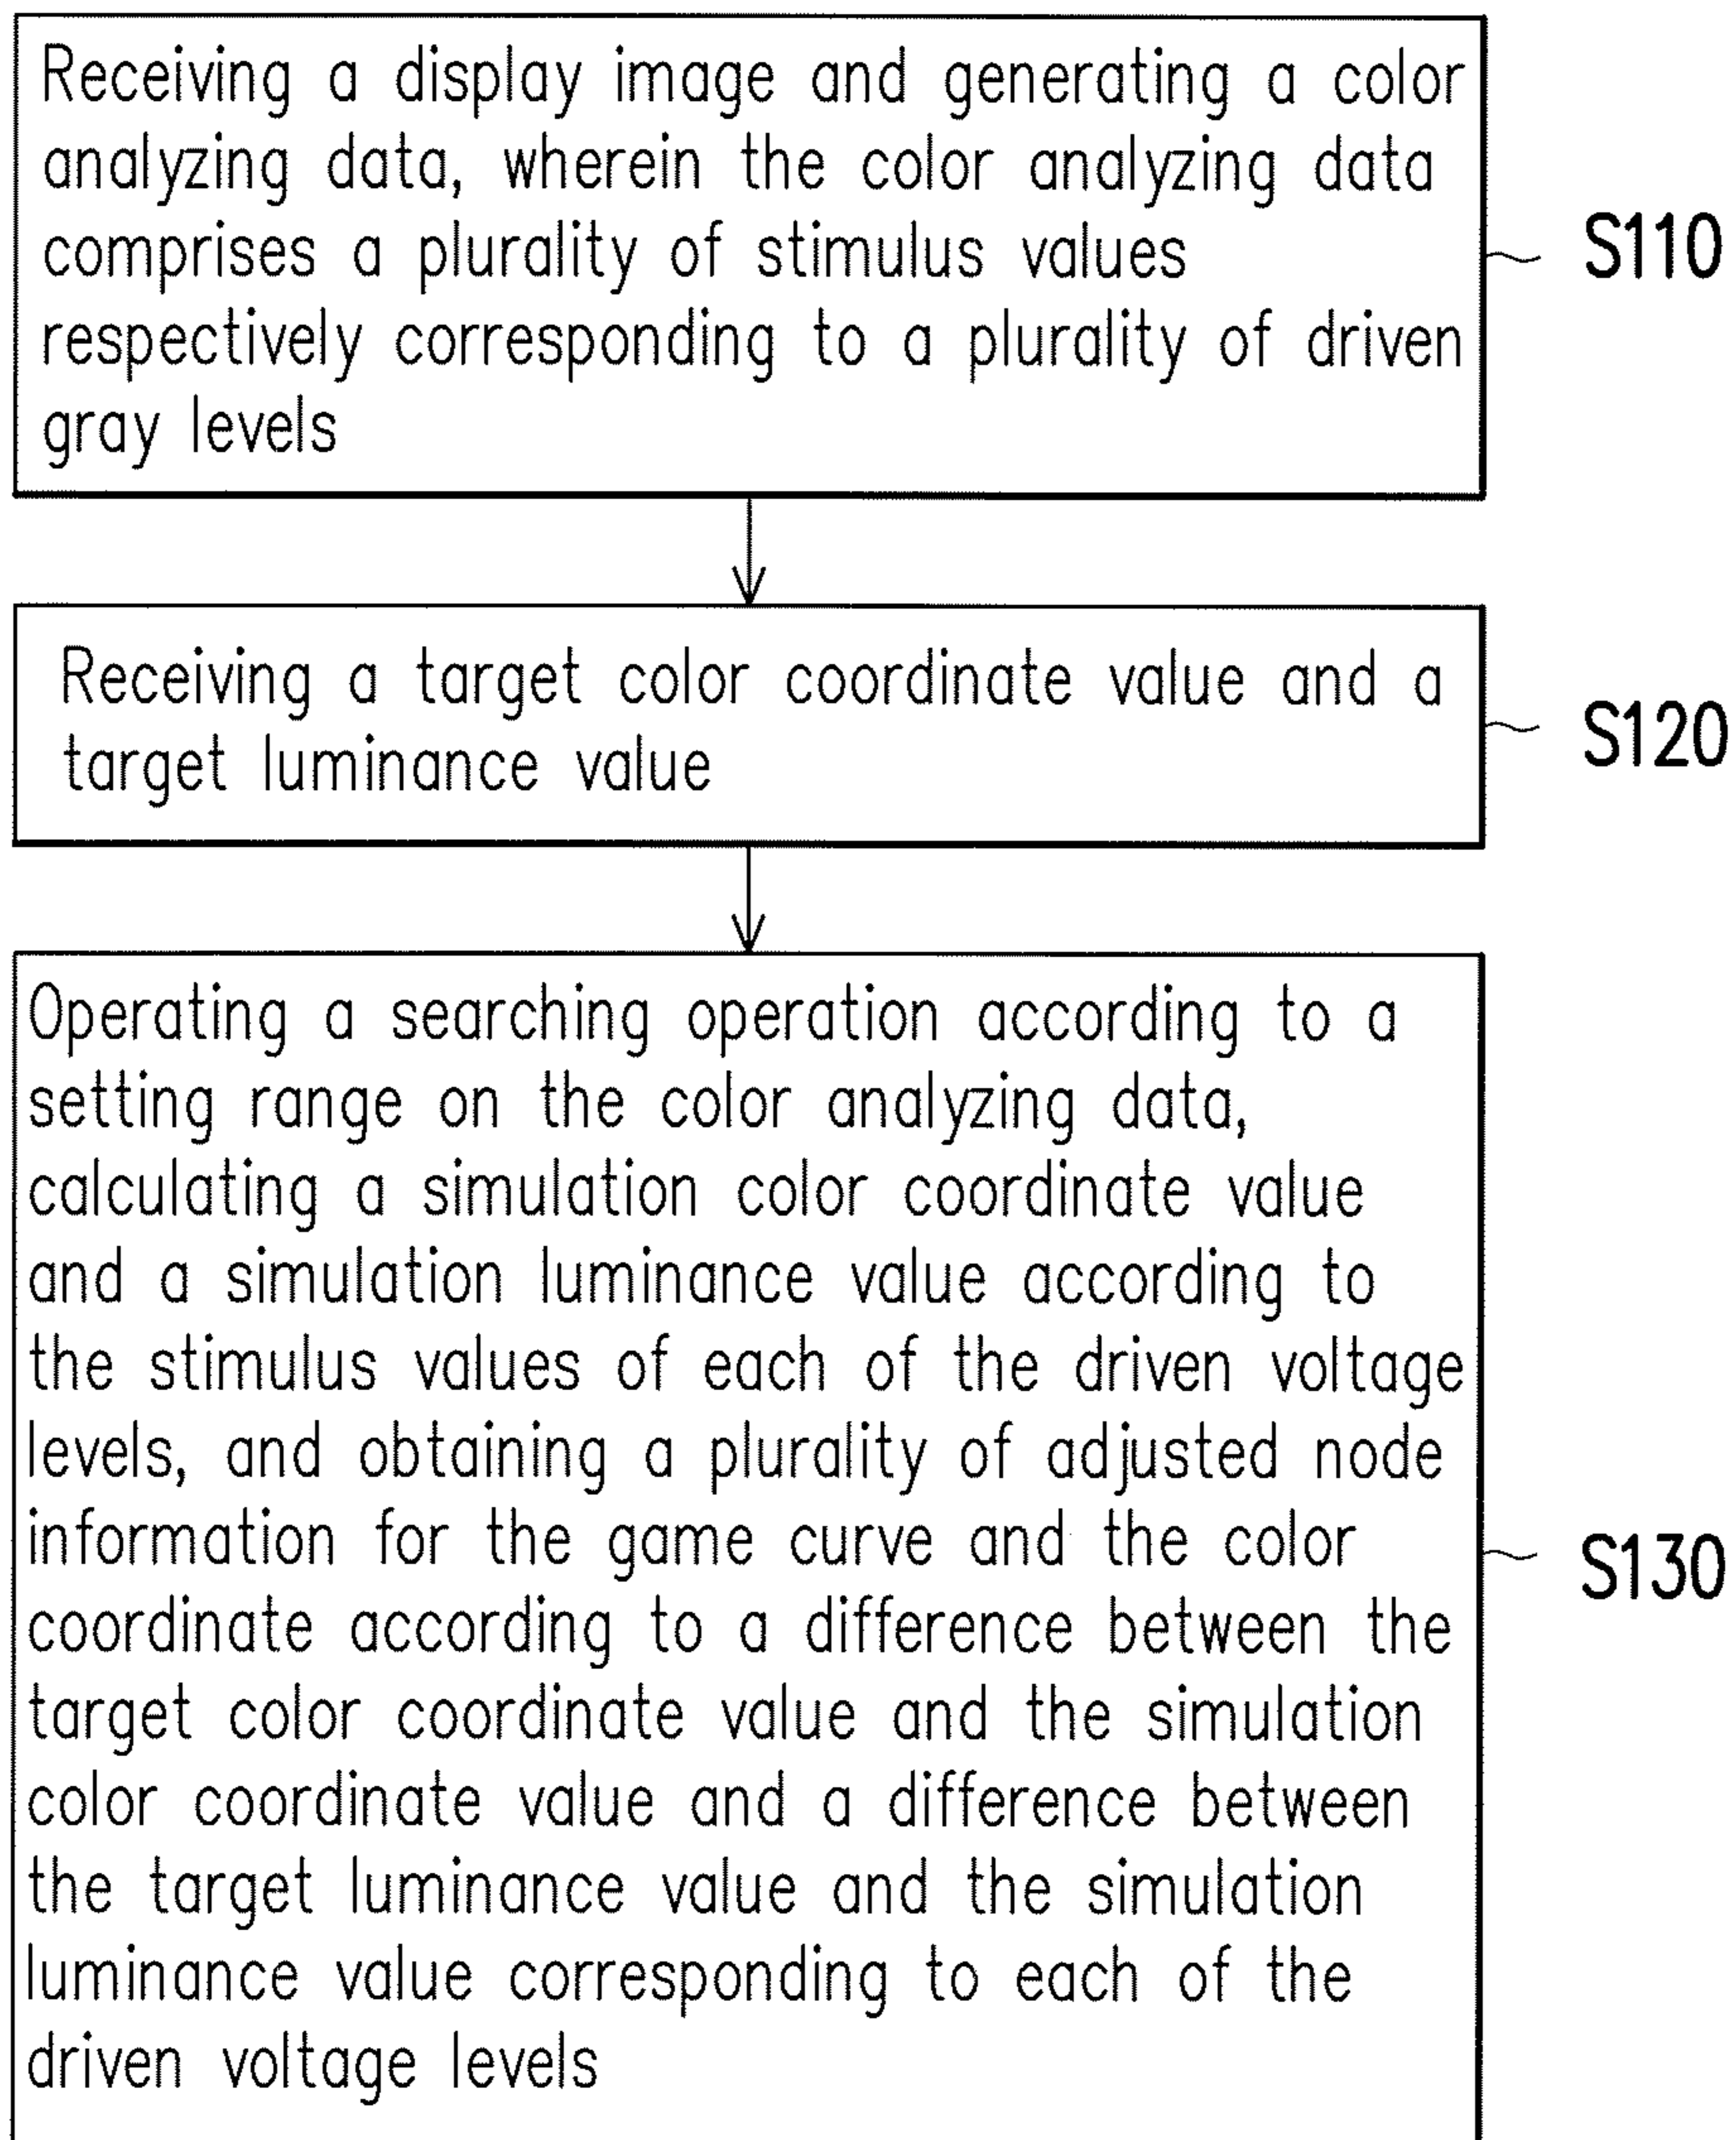 Receiving a display image and generating a color
analyzing data, wherein the color analyzing data
comprises a plurality of stimulus values
respectively corresponding to a plurality of driven
gray levels
S110
Receiving a target color coordinate value and a
target luminance value
S120
Operating a searching operation according to a
setting range on the color analyzing data,
calculating a simulation color coordinate value
and a simulation luminance value according to
the stimulus values of each of the driven voltage
levels, and obtaining a plurality of adjusted node
information for the game curve and the color
coordinate according to a difference between the
target color coordinate value and the simulation
color coordinate value and a difference between
the target luminance value and the simulation
luminance value corresponding to each of the
driven voltage levels
S130